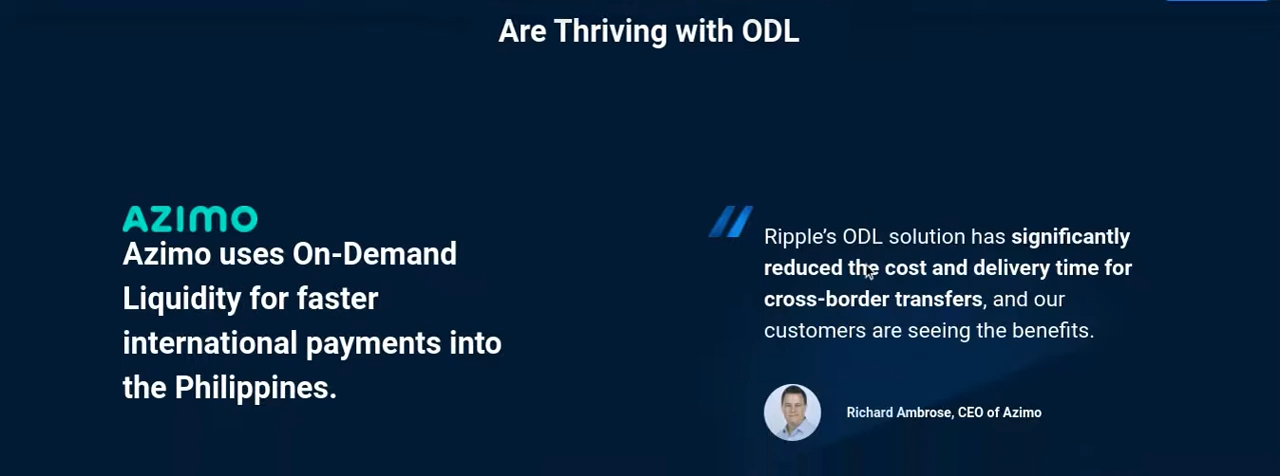 Are Thriving with ODL
AZIMO
Azimo uses On-Demand
Liquidity for faster
international payments into
the Philippines.
Ripple’s ODL solution has significantly
reduced the cost and delivery time for
cross-border transfers, and our
customers are seeing the benefits.
Richard Ambrose, CEO of Azimo